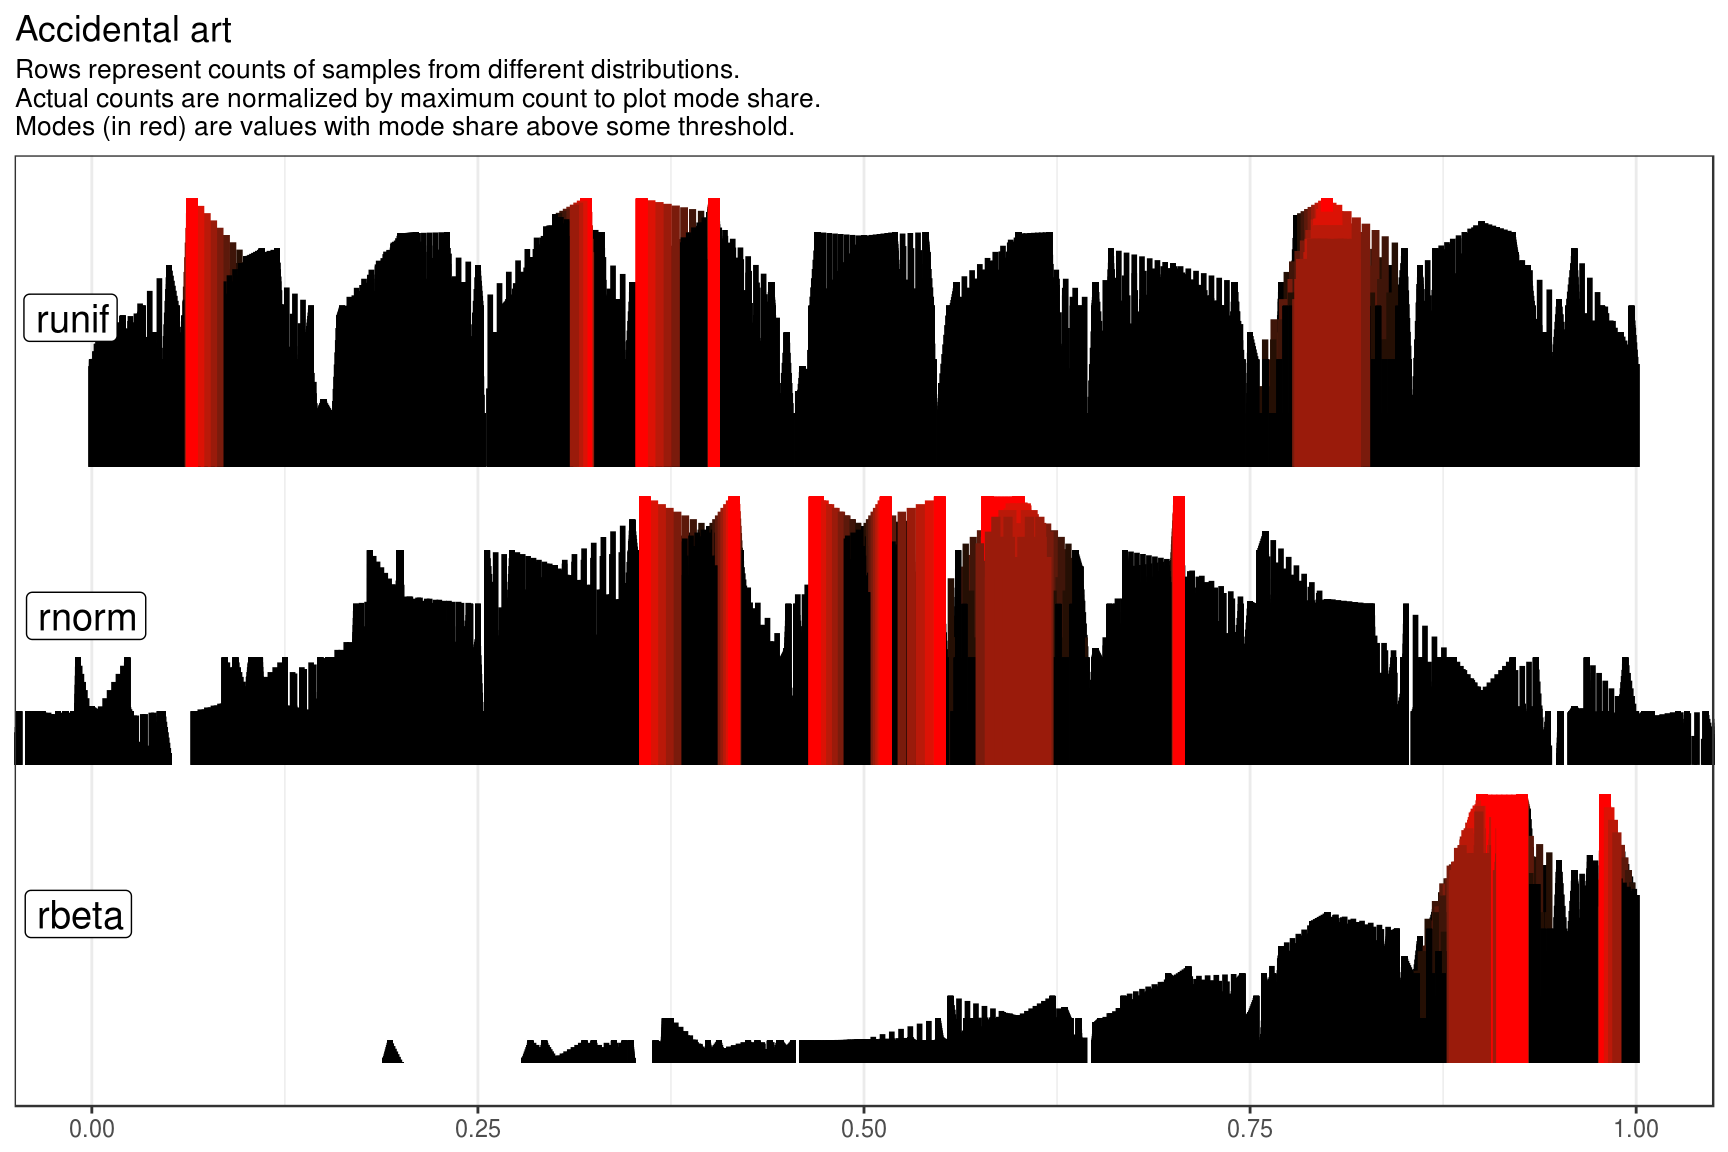 Accidental art
Rows represent counts of samples from different distributions.
Actual counts are normalized by maximum count to plot mode share.
Modes (in red) are values with mode share above some threshold.
runif
rnorm
rbeta
0.00 0.25 0.50 0.75 1.00